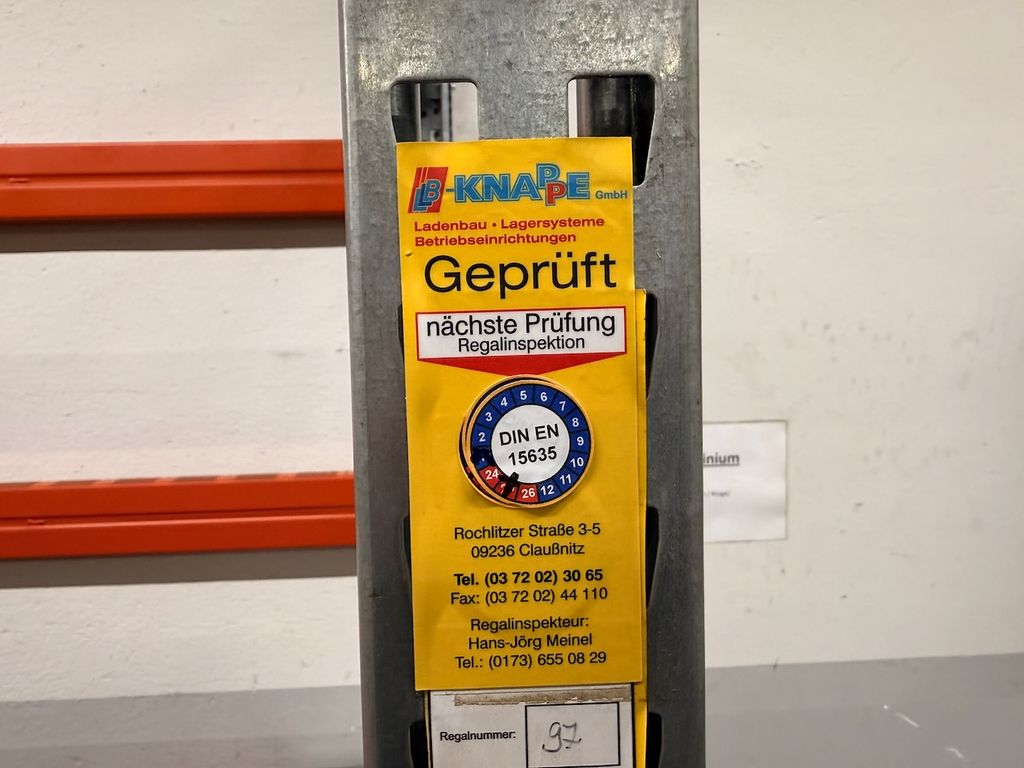 LB-KNAPPE GmbH
Ladenbau • Lagersysteme
Betriebseinrichtungen
Geprüft
nächste Prüfung
Regalinspektion
2 3 4 5 6 7 8 9 10 11 12 26 24
DIN EN
15635
Rochlitzer Straße 3-5
09236 Claußnitz
Tel. (03 72 02) 30 65
Fax: (03 72 02) 44 110
Regalinspekteur:
Hans-Jörg Meinel
Tel.: (0173) 655 08 29
Regalnummer: 97